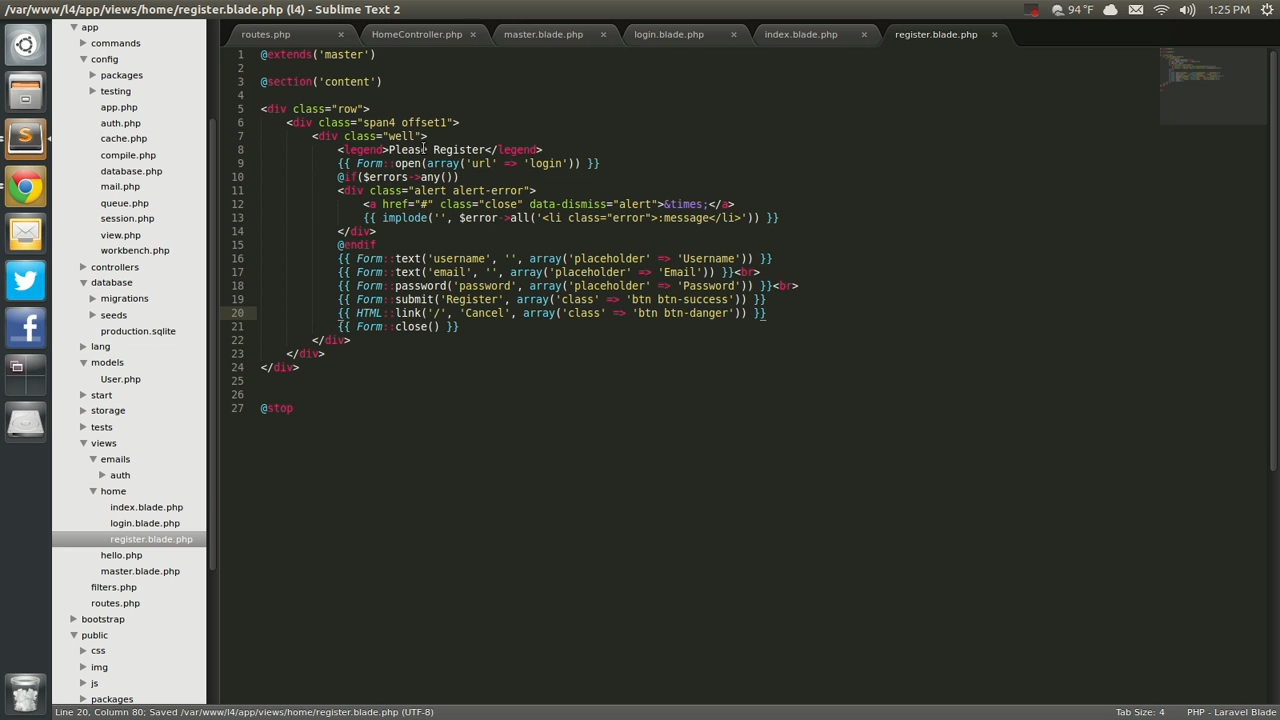 /var/www/l4/app/views/home/register.blade.php (l4) - Sublime Text 2
94 °F
1:25 PM
app
commands
config
packages
testing
app.php
auth.php
cache.php
compile.php
database.php
mail.php
queue.php
session.php
view.php
workbench.php
controllers
database
migrations
seeds
production.sqlite
lang
models
User.php
start
storage
tests
views
emails
auth
home
index.blade.php
login.blade.php
register.blade.php
hello.php
master.blade.php
filters.php
routes.php
bootstrap
public
css
img
js
packages
routes.php
HomeController.php
master.blade.php
login.blade.php
index.blade.php
register.blade.php
1 @extends('master')
2
3 @section('content')
4
5 <div class="row">
6 <div class="span4 offset1">
7 <div class="well">
8 <legend>Please Register</legend>
9 {{ Form::open(array('url' => 'login')) }}
10 @if($errors->any())
11 <div class="alert alert-error">
12 <a href="#" class="close" data-dismiss="alert">&times;</a>
13 {{ implode('', $error->all('<li class="error">:message</li>')) }}
14 </div>
15 @endif
16 {{ Form::text('username', '', array('placeholder' => 'Username')) }}
17 {{ Form::text('email', '', array('placeholder' => 'Email')) }}<br>
18 {{ Form::password('password', array('placeholder' => 'Password')) }}<br>
19 {{ Form::submit('Register', array('class' => 'btn btn-success')) }}
20 {{ HTML::link('/', 'Cancel', array('class' => 'btn btn-danger')) }}
21 {{ Form::close() }}
22 </div>
23 </div>
24 </div>
25
26
27 @stop
Line 20, Column 80; Saved /var/www/l4/app/views/home/register.blade.php (UTF-8)
Tab Size: 4
PHP - Laravel Blade